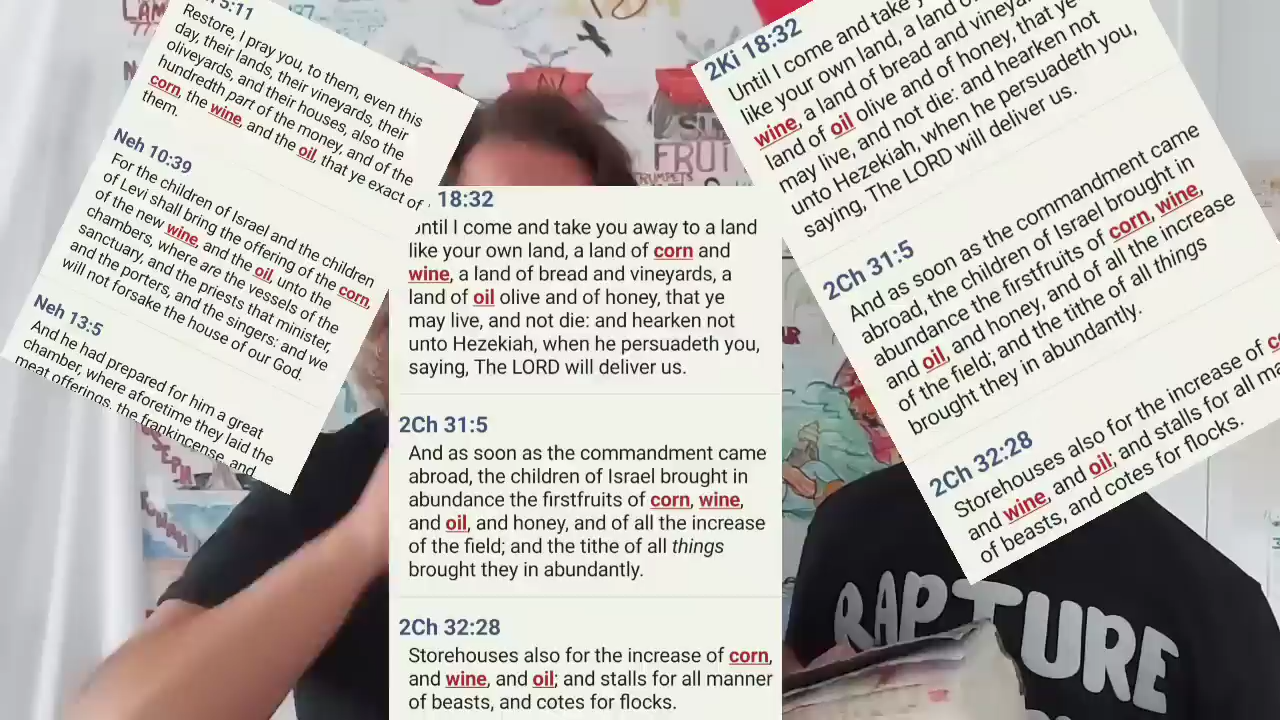 5:11
Restore, I pray you, to them, even this
day, their lands, their vineyards, their
oliveyards, and their houses, also the
hundredth part of the money, and of the
corn, the wine, and the oil, that ye exact of
them.
Neh 10:39
For the children of Israel and the children
of Levi shall bring the offering of the corn,
of the new wine, and the oil, unto the
chambers, where are the vessels of the
sanctuary, and the priests that minister,
and the porters, and the singers: and we
will not forsake the house of our God.
Neh 13:5
And he had prepared for him a great
chamber, where aforetime they laid the
meat offerings, the frankincense, and
18:32
until I come and take you away to a land
like your own land, a land of corn and
wine, a land of bread and vineyards, a
land of oil olive and of honey, that ye
may live, and not die: and hearken not
unto Hezekiah, when he persuadeth you,
saying, The LORD will deliver us.
2Ch 31:5
And as soon as the commandment came
abroad, the children of Israel brought in
abundance the firstfruits of corn, wine,
and oil, and honey, and of all the increase
of the field; and the tithe of all things
brought they in abundantly.
2Ch 32:28
Storehouses also for the increase of corn,
and wine, and oil; and stalls for all manner
of beasts, and cotes for flocks.
2Ki 18:32
Until I come and take
like your own land, a land of
wine, a land of bread and vineyar
land of oil olive and of honey, that ye
may live, and not die: and hearken not
unto Hezekiah, when he persuadeth you,
saying, The LORD will deliver us.
2Ch 31:5
And as soon as the commandment came
abroad, the children of Israel brought in
abundance the firstfruits of corn, wine,
and oil, and honey, and of all the increase
of the field; and the tithe of all things
brought they in abundantly.
2Ch 32:28
Storehouses also for the increase of
and wine, and oil; and stalls for all ma
of beasts, and cotes for flocks.
AV
FRUIT
TRUMPETS
JOSEPH
RAPTURE